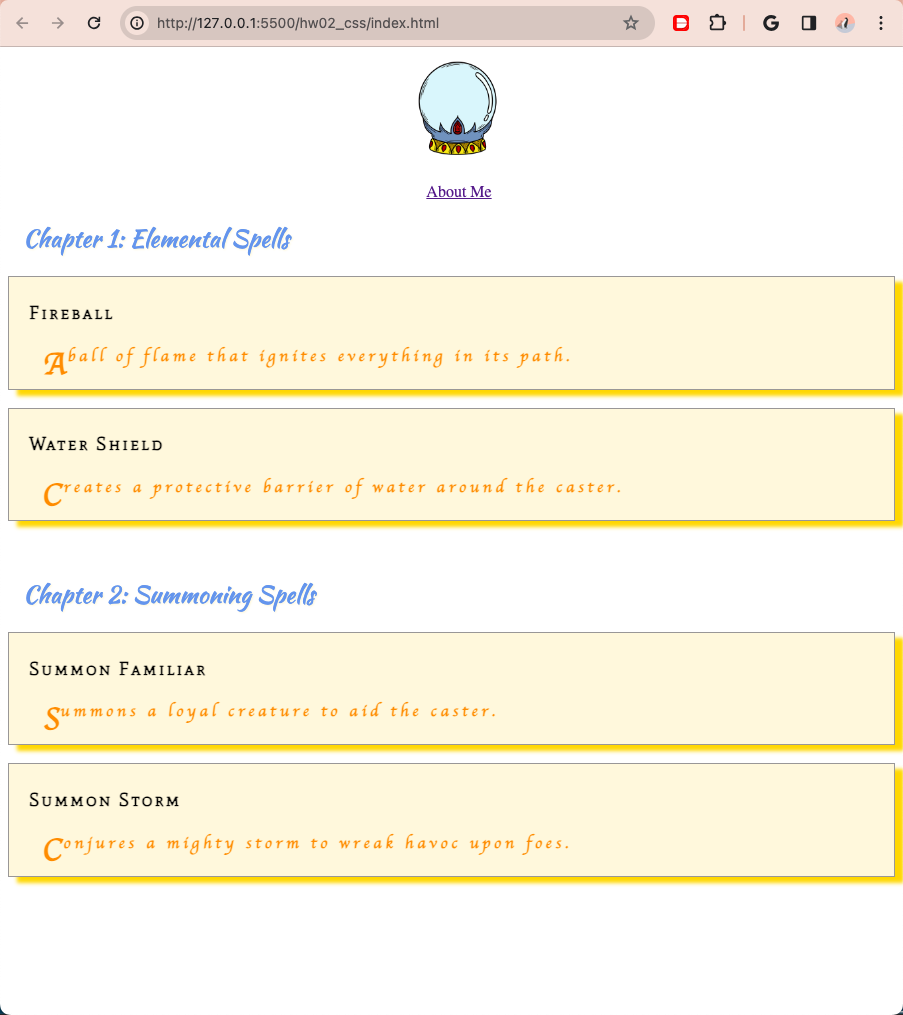 http://127.0.0.1:5500/hw02_css/index.html
About Me
Chapter 1: Elemental Spells
Fireball
A ball of flame that ignites everything in its path.
Water Shield
Creates a protective barrier of water around the caster.
Chapter 2: Summoning Spells
Summon Familiar
Summons a loyal creature to aid the caster.
Summon Storm
Conjures a mighty storm to wreak havoc upon foes.